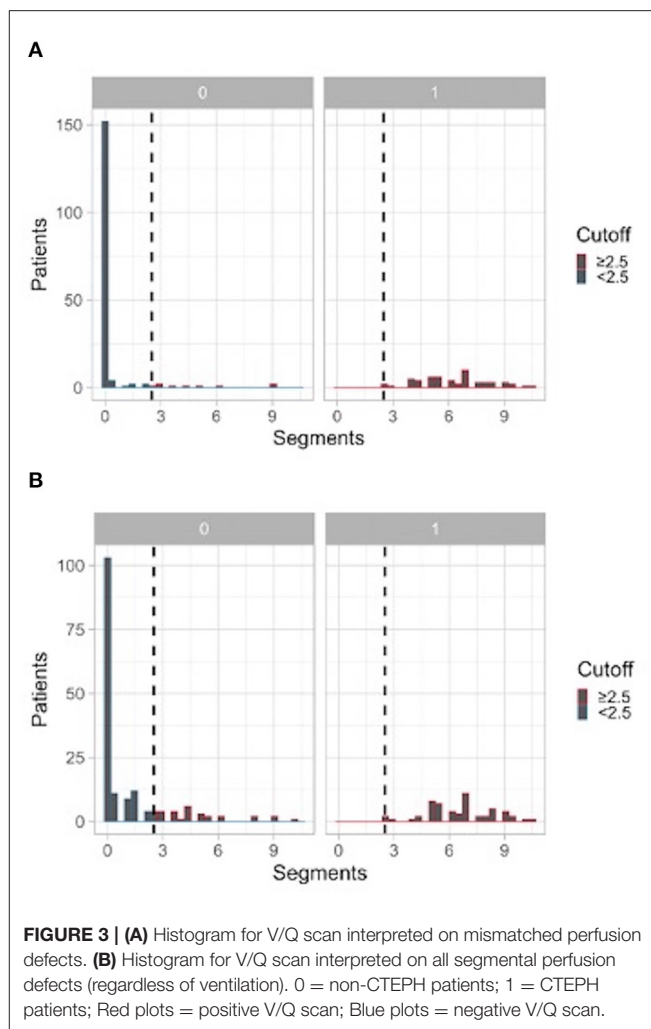 A
0 1
150
100
50
0
Patients
0 3 6 9 0 3 6 9
Segments
Cutoff
≥2.5
<2.5
B
0 1
100
75
50
25
0
Patients
0 3 6 9 0 3 6 9
Segments
Cutoff
≥2.5
<2.5
FIGURE 3 | (A) Histogram for V/Q scan interpreted on mismatched perfusion
defects. (B) Histogram for V/Q scan interpreted on all segmental perfusion
defects (regardless of ventilation). 0 = non-CTEPH patients; 1 = CTEPH
patients; Red plots = positive V/Q scan; Blue plots = negative V/Q scan.